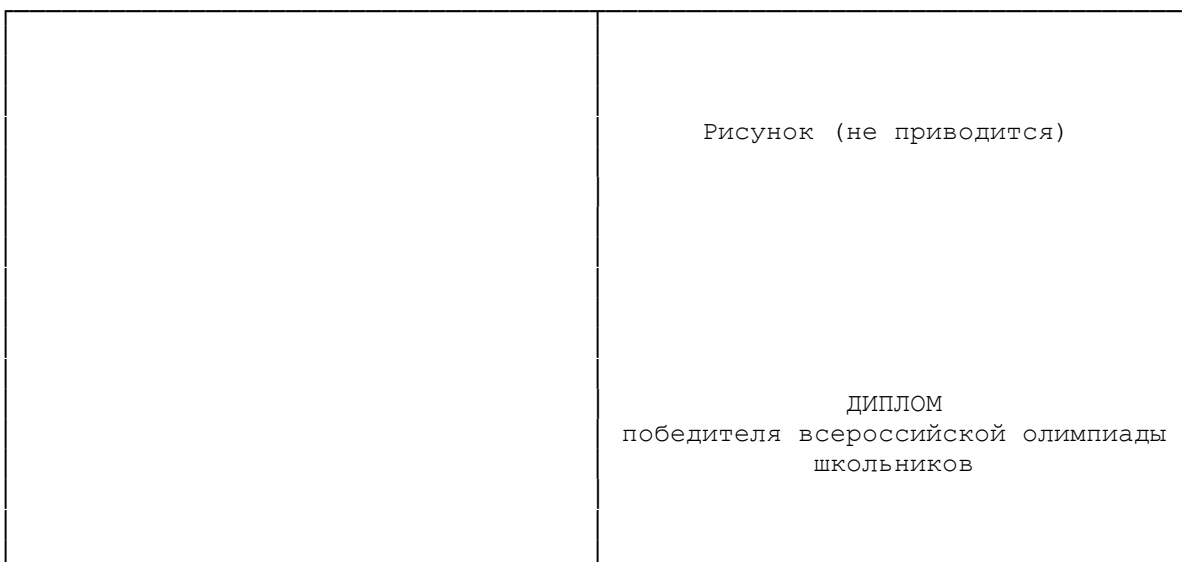 Рисунок (не приводится)
ДИПЛОМ
победителя всероссийской олимпиады
школьников